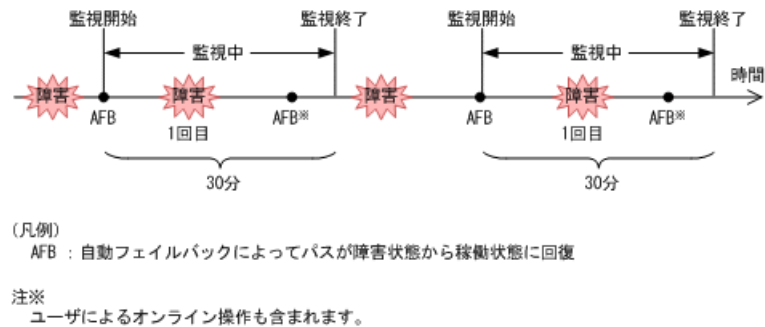 監視開始 監視終了 監視開始 監視終了
監視中 監視中
時間
障害 障害 障害 障害
AFB AFB※ AFB AFB※
1回目 1回目
30分 30分
(凡例)
AFB : 自動フェイルバックによってパスが障害状態から稼働状態に回復
注※
ユーザによるオンライン操作も含まれます。